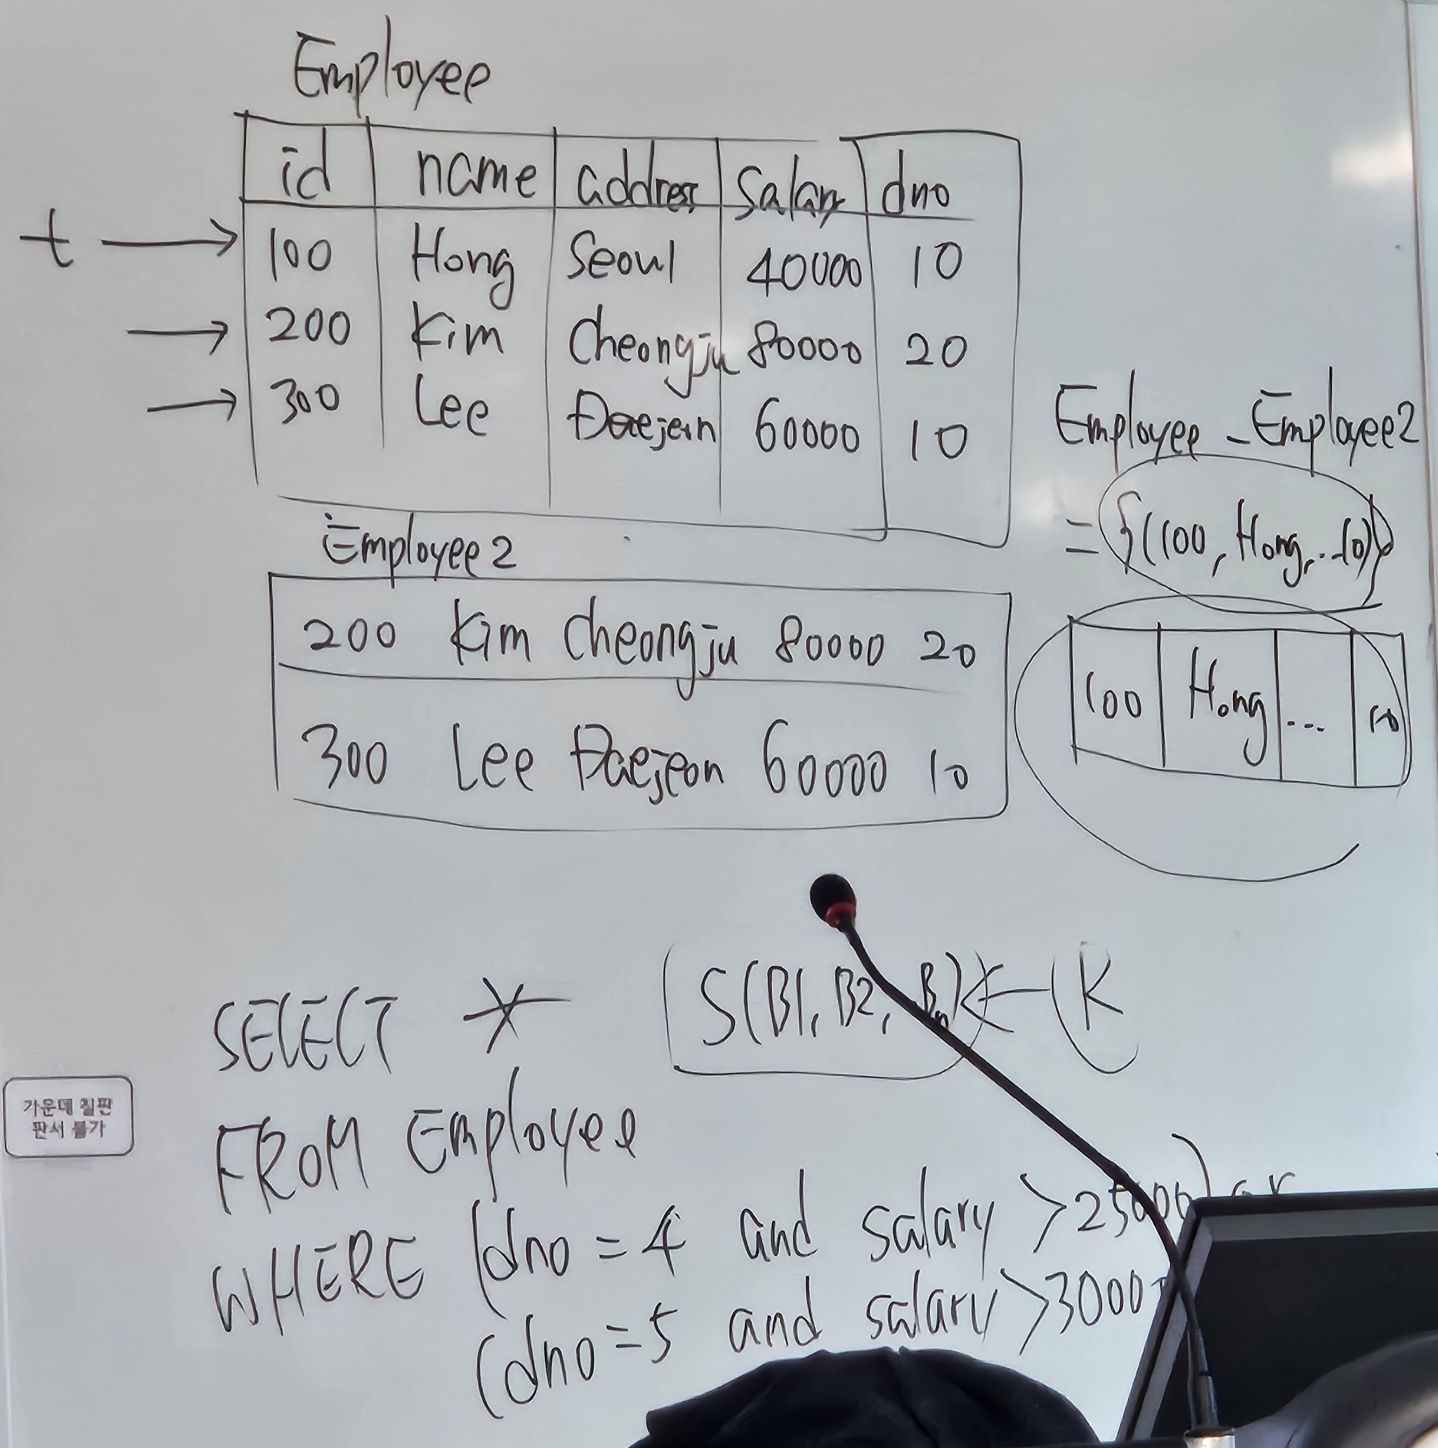 Employee
id name address salary dno
t → 100 Hong Seoul 40000 10
→ 200 Kim Cheongju 80000 20
→ 300 Lee Daejeon 60000 10
Employee2
200 Kim Cheongju 80000 20
300 Lee Daejeon 60000 10
Employee - Employee2
= {(100, Hong, ... 10)}
100 Hong ... 10
S(B1, B2, Bn) ← (R
SELECT *
FROM Employee
WHERE (dno = 4 and salary > 25000) or
(dno = 5 and salary > 3000
가운데 칠판
판서 불가